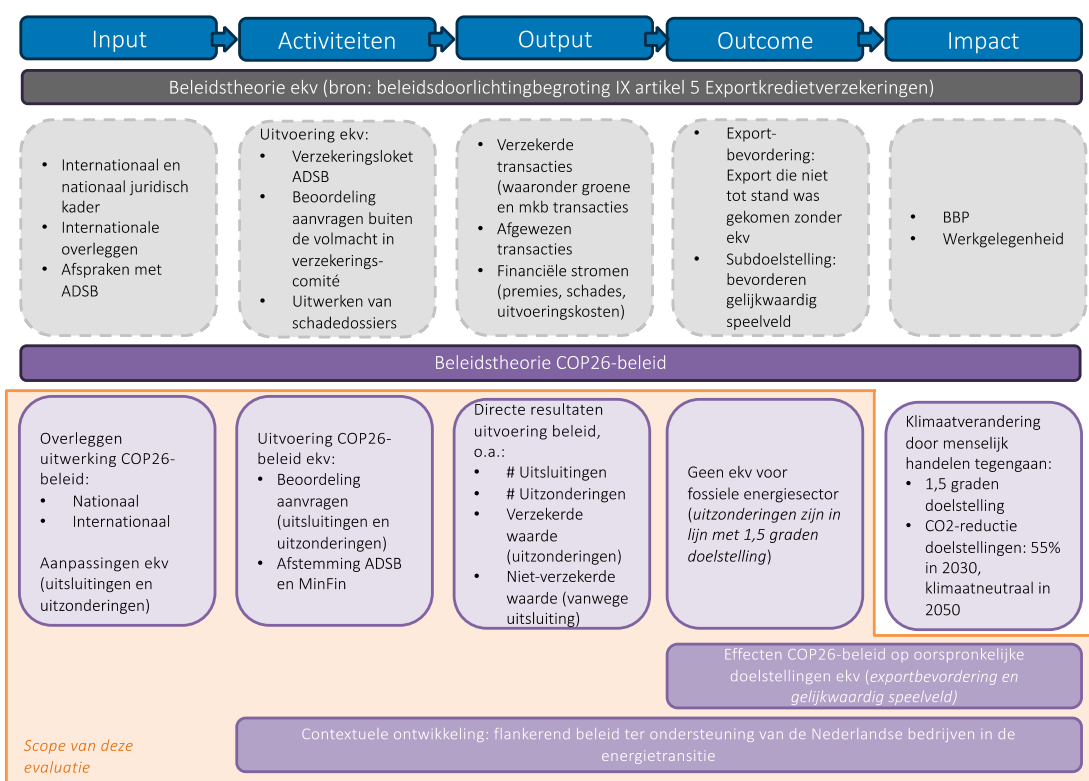 Input
Activiteiten
Output
Outcome
Impact
Beleidstheorie ekv (bron: beleidsdoorlichtingbegroting IX artikel 5 Exportkredietverzekeringen)
• Internationaal en
nationaal juridisch
kader
• Internationale
overleggen
• Afspraken met
ADSB
Uitvoering ekv:
• Verzekeringsloket
ADSB
• Beoordeling
aanvragen buiten
de volmacht in
verzekerings-
comité
• Uitwerken van
schadedossiers
• Verzekerde
transacties
(waaronder groene
en mkb transacties
• Afgewezen
transacties
• Financiële stromen
(premies, schades,
uitvoeringskosten)
• Export-
bevordering:
Export die niet
tot stand was
gekomen zonder
ekv
• Subdoelstelling:
bevorderen
gelijkwaardig
speelveld
• BBP
• Werkgelegenheid
Beleidstheorie COP26-beleid
Overleggen
uitwerking COP26-
beleid:
• Nationaal
• Internationaal
Aanpassingen ekv
(uitsluitingen en
uitzonderingen)
Uitvoering COP26-
beleid ekv:
• Beoordeling
aanvragen
(uitsluitingen en
uitzonderingen)
• Afstemming ADSB
en MinFin
Directe resultaten
uitvoering beleid,
o.a.:
• # Uitsluitingen
• # Uitzonderingen
• Verzekerde
waarde
(uitzonderingen)
• Niet-verzekerde
waarde (vanwege
uitsluiting)
Geen ekv voor
fossiele energiesector
(uitzonderingen zijn in
lijn met 1,5 graden
doelstelling)
Klimaatverandering
door menselijk
handelen tegengaan:
• 1,5 graden
doelstelling
• CO2-reductie
doelstellingen: 55%
in 2030,
klimaatneutraal in
2050
Effecten COP26-beleid op oorspronkelijke
doelstellingen ekv (exportbevordering en
gelijkwaardig speelveld)
Contextuele ontwikkeling: flankerend beleid ter ondersteuning van de Nederlandse bedrijven in de
energietransitie
Scope van deze
evaluatie